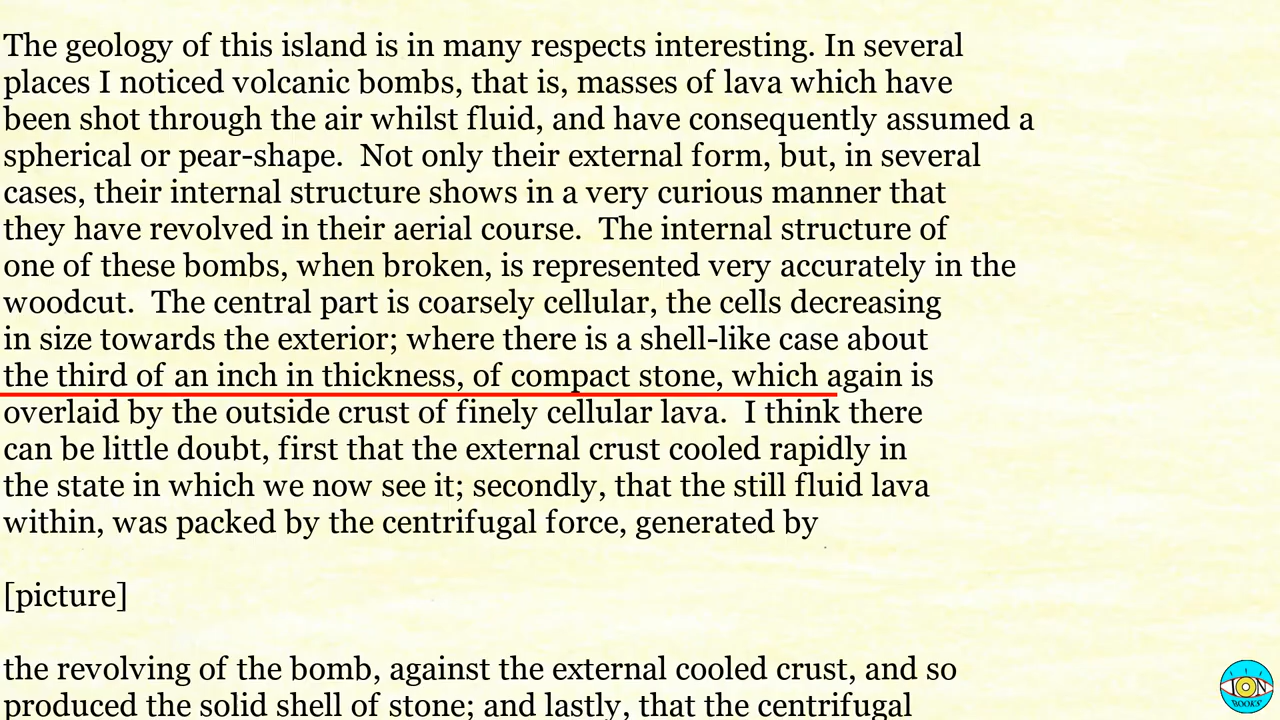 The geology of this island is in many respects interesting. In several
places I noticed volcanic bombs, that is, masses of lava which have
been shot through the air whilst fluid, and have consequently assumed a
spherical or pear-shape.  Not only their external form, but, in several
cases, their internal structure shows in a very curious manner that
they have revolved in their aerial course.  The internal structure of
one of these bombs, when broken, is represented very accurately in the
woodcut.  The central part is coarsely cellular, the cells decreasing
in size towards the exterior; where there is a shell-like case about
the third of an inch in thickness, of compact stone, which again is
overlaid by the outside crust of finely cellular lava.  I think there
can be little doubt, first that the external crust cooled rapidly in
the state in which we now see it; secondly, that the still fluid lava
within, was packed by the centrifugal force, generated by
[picture]
the revolving of the bomb, against the external cooled crust, and so
produced the solid shell of stone; and lastly, that the centrifugal
ION
BOOKS